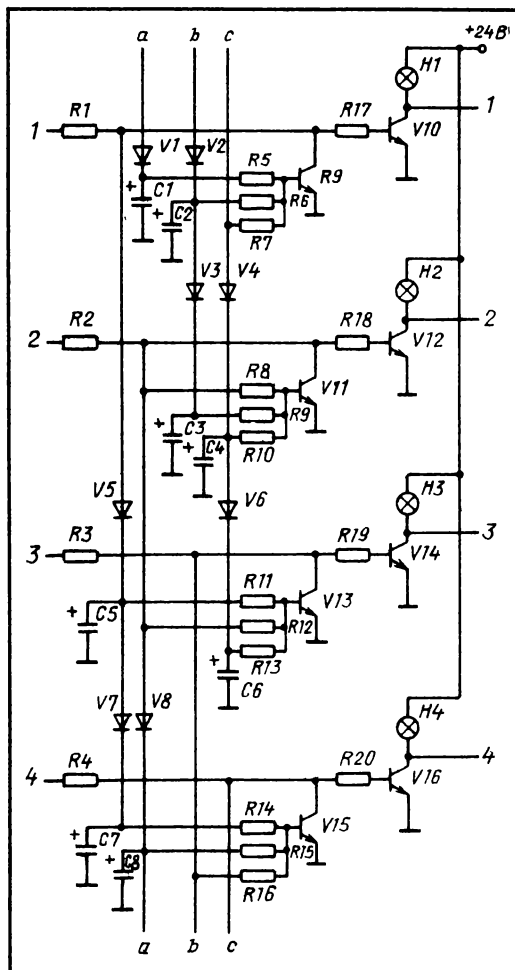 a b c
+24В
H1
1 R1 R17 1
V1 V2 V10
R5 R9
+ C1 R6
+ C2
R7
V3 V4
H2
2 R2 R18 2
V12
R8
V11
R9
+ C3
+ C4 R10
V5 V6
H3
3 R3 R19 3
R11 V14
V13
+ C5 R12
R13
+ C6
V7 V8
H4
4 R4 R20 4
V16
R14
V15
+ C7 R15
+ C8
R16
a b c